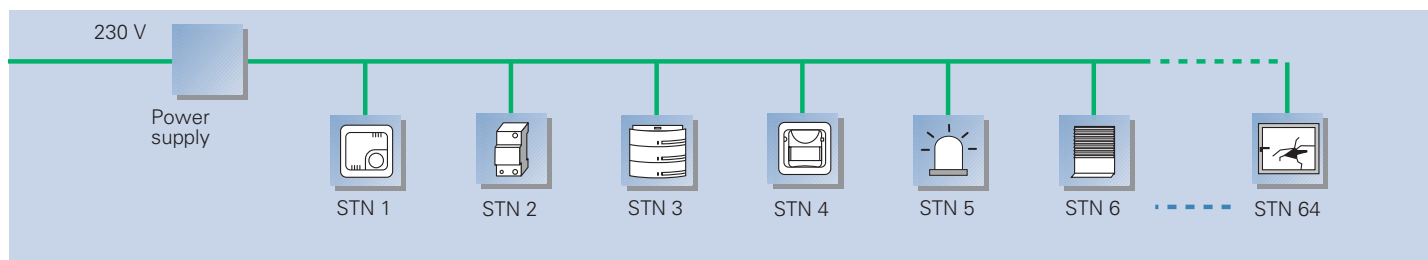 230 V
Power
supply
STN 1
STN 2
STN 3
STN 4
STN 5
STN 6
STN 64